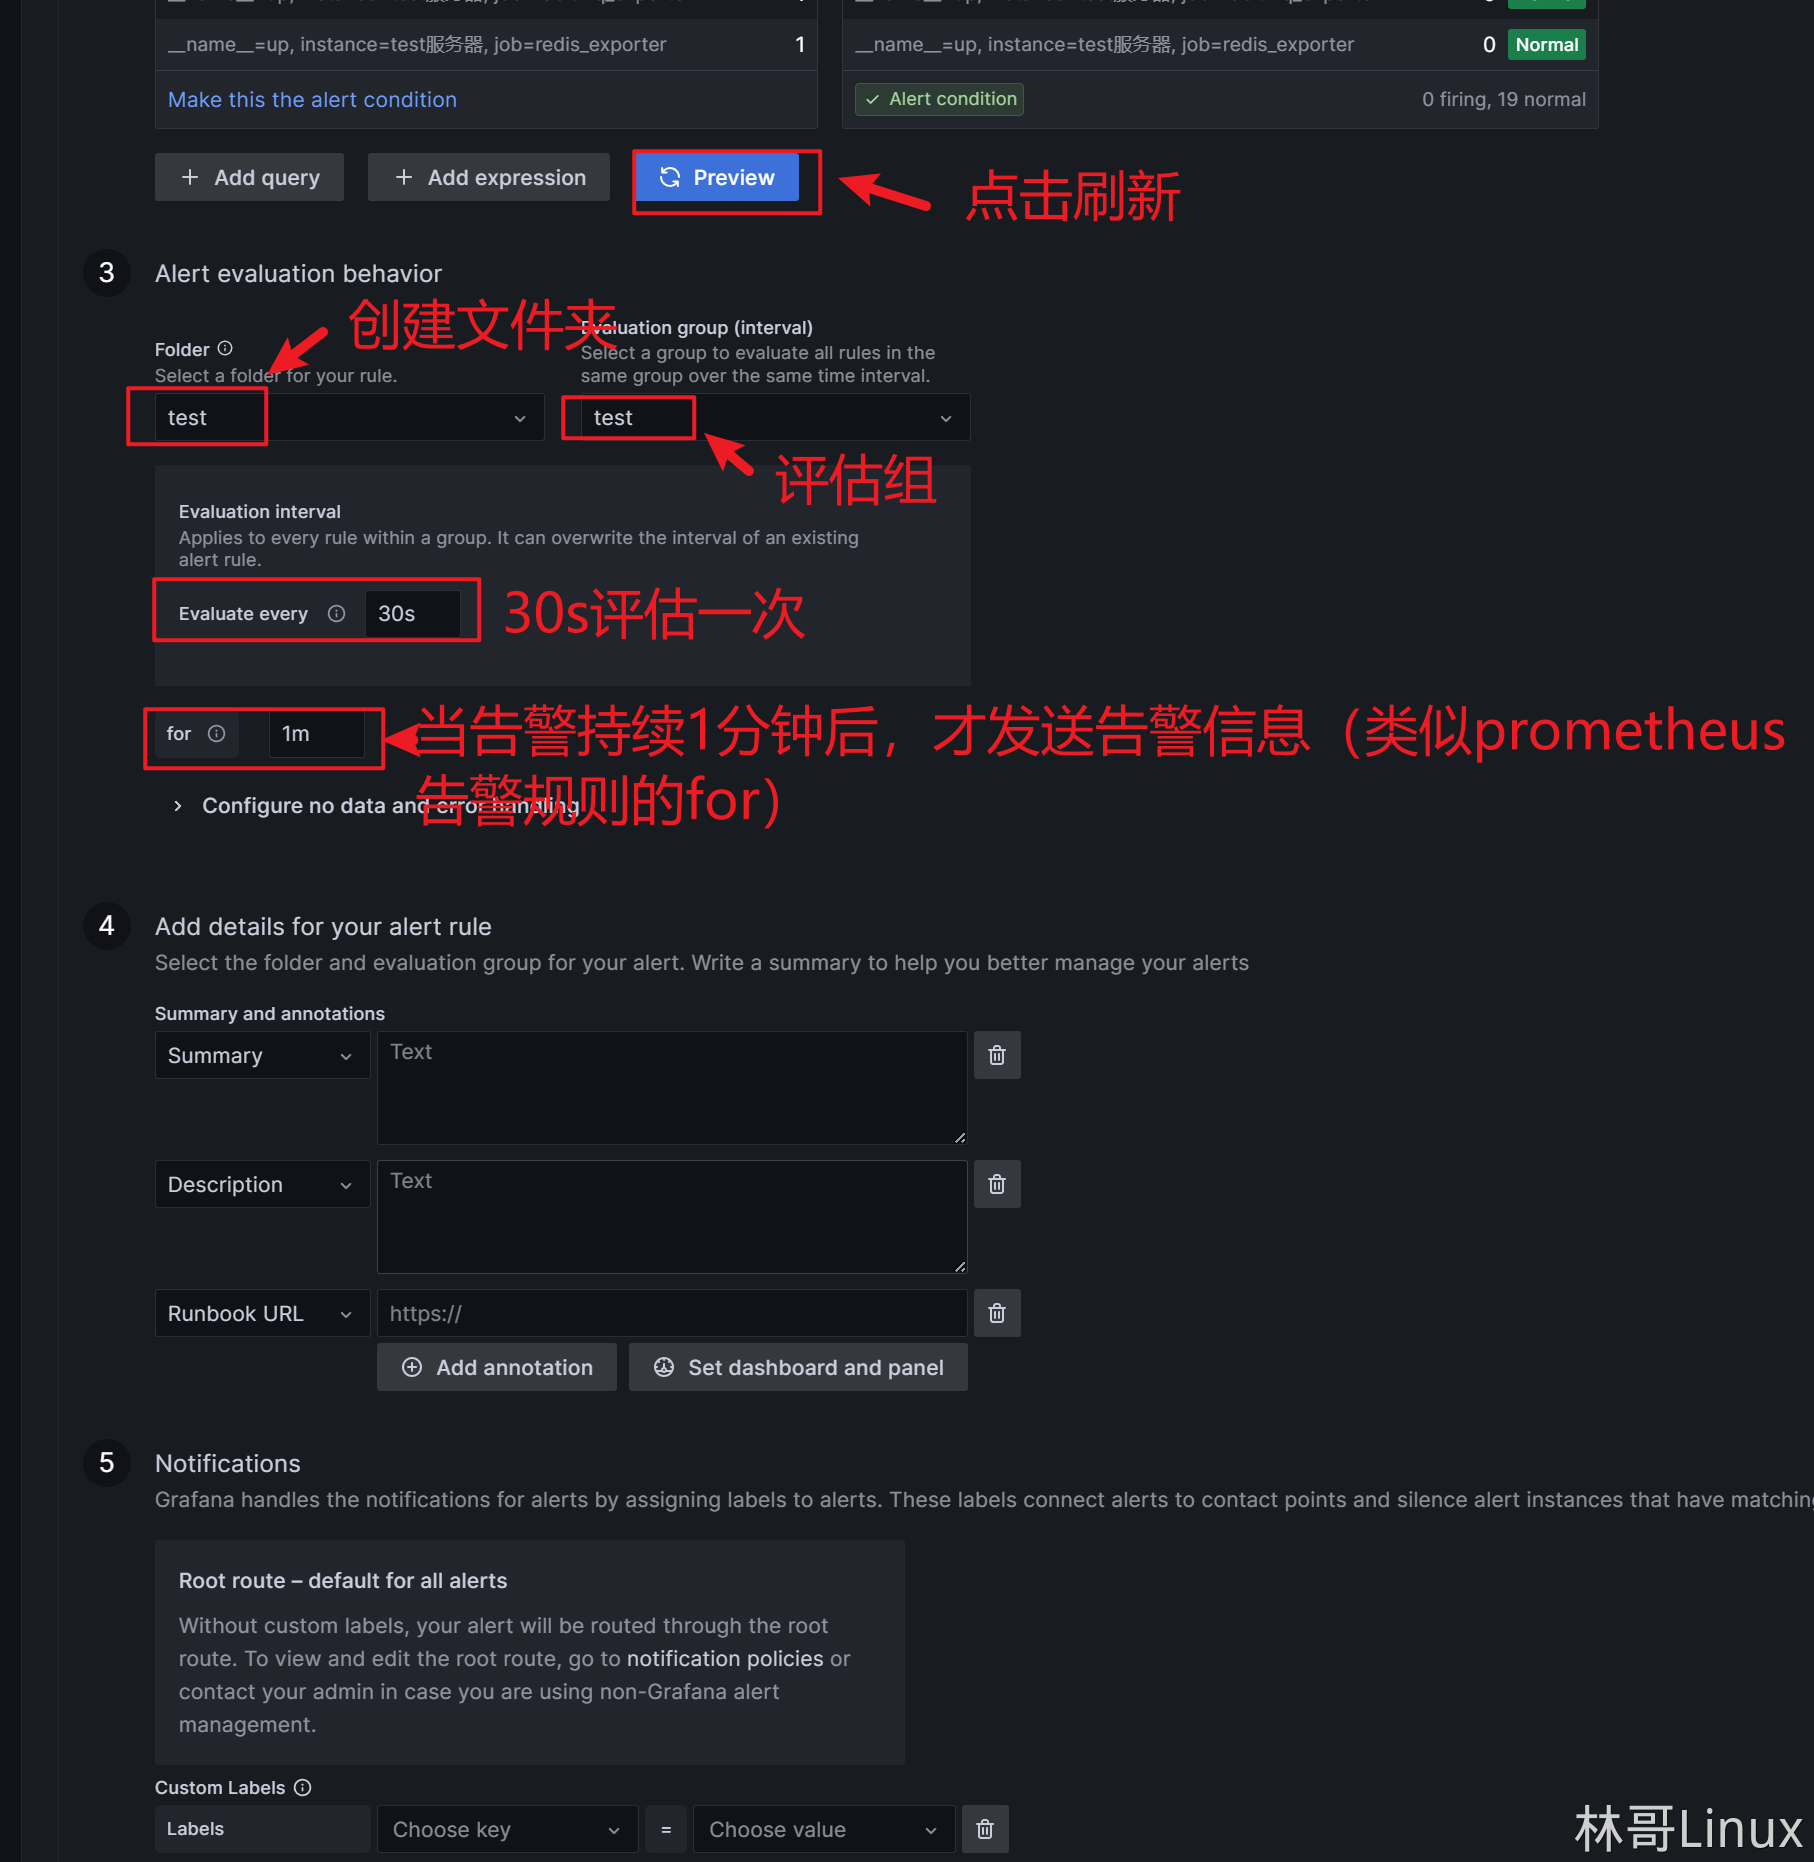 __name__=up, instance=test服务器, job=redis_exporter 1
__name__=up, instance=test服务器, job=redis_exporter 0 Normal
Make this the alert condition
Alert condition 0 firing, 19 normal
Add query
Add expression
Preview
点击刷新
3 Alert evaluation behavior
创建文件夹
Folder
Select a folder for your rule.
test
Evaluation group (interval)
Select a group to evaluate all rules in the
same group over the same time interval.
test
评估组
Evaluation interval
Applies to every rule within a group. It can overwrite the interval of an existing
alert rule.
Evaluate every 30s
30s评估一次
for 1m
当告警持续1分钟后，才发送告警信息（类似prometheus
告警规则的for）
Configure no data and error handling
4 Add details for your alert rule
Select the folder and evaluation group for your alert. Write a summary to help you better manage your alerts
Summary and annotations
Summary Text
Description Text
Runbook URL https://
Add annotation
Set dashboard and panel
5 Notifications
Grafana handles the notifications for alerts by assigning labels to alerts. These labels connect alerts to contact points and silence alert instances that have matching
Root route – default for all alerts
Without custom labels, your alert will be routed through the root
route. To view and edit the root route, go to notification policies or
contact your admin in case you are using non-Grafana alert
management.
Custom Labels
Labels Choose key = Choose value
林哥Linux